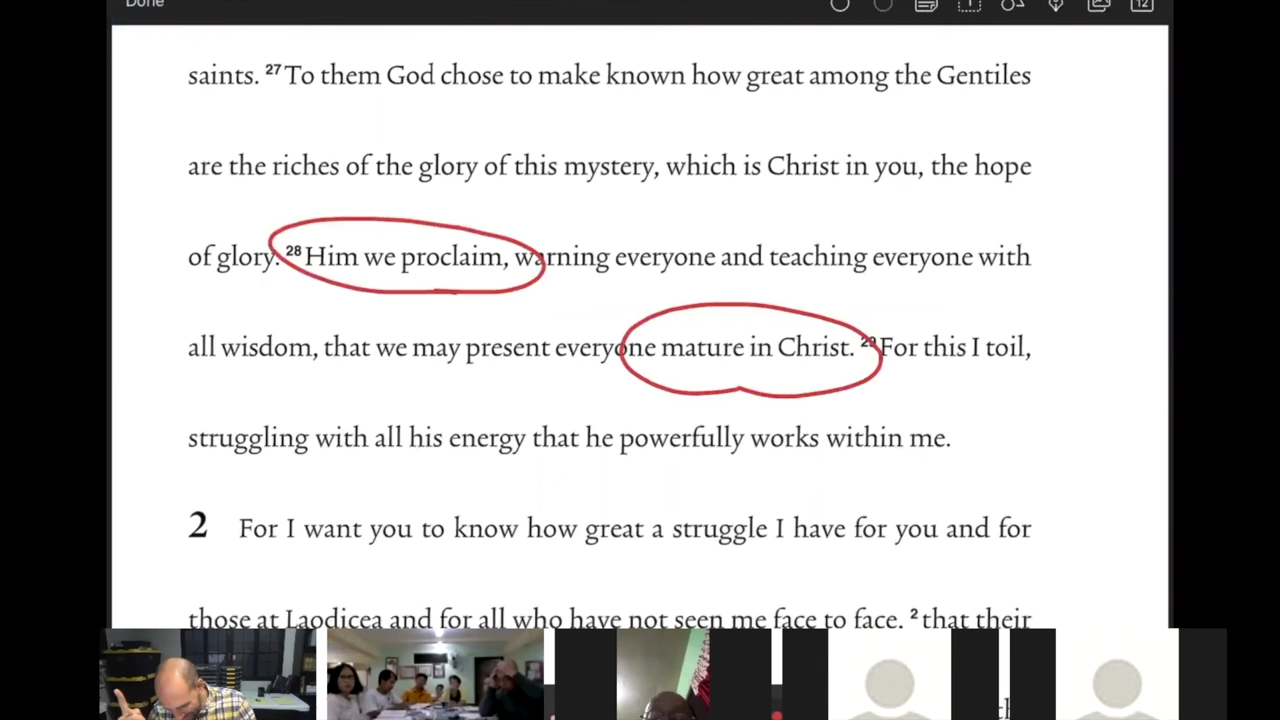 Done
12
saints. 27 To them God chose to make known how great among the Gentiles
are the riches of the glory of this mystery, which is Christ in you, the hope
of glory. 28 Him we proclaim, warning everyone and teaching everyone with
all wisdom, that we may present everyone mature in Christ. 29 For this I toil,
struggling with all his energy that he powerfully works within me.
2 For I want you to know how great a struggle I have for you and for
those at Laodicea and for all who have not seen me face to face, 2 that their